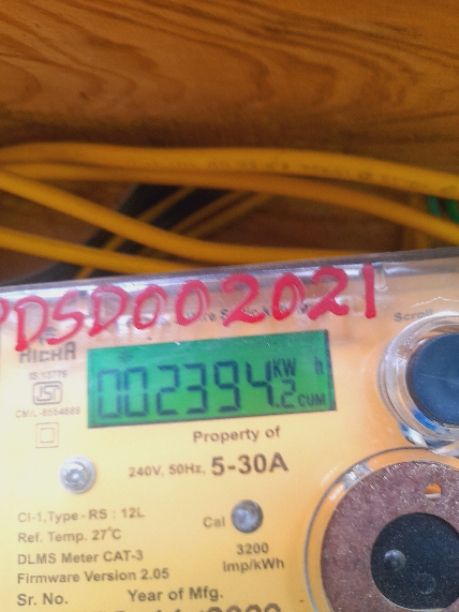 PDSD002021
Scroll
IS:13779
CM/L-8554689
002394.2 KW h
CUM
Property of
240V, 50Hz, 5-30A
Cl-1, Type - RS : 12L
Ref. Temp. 27°C
Cal
3200
imp/kWh
DLMS Meter CAT-3
Firmware Version 2.05
Sr. No.
Year of Mfg.